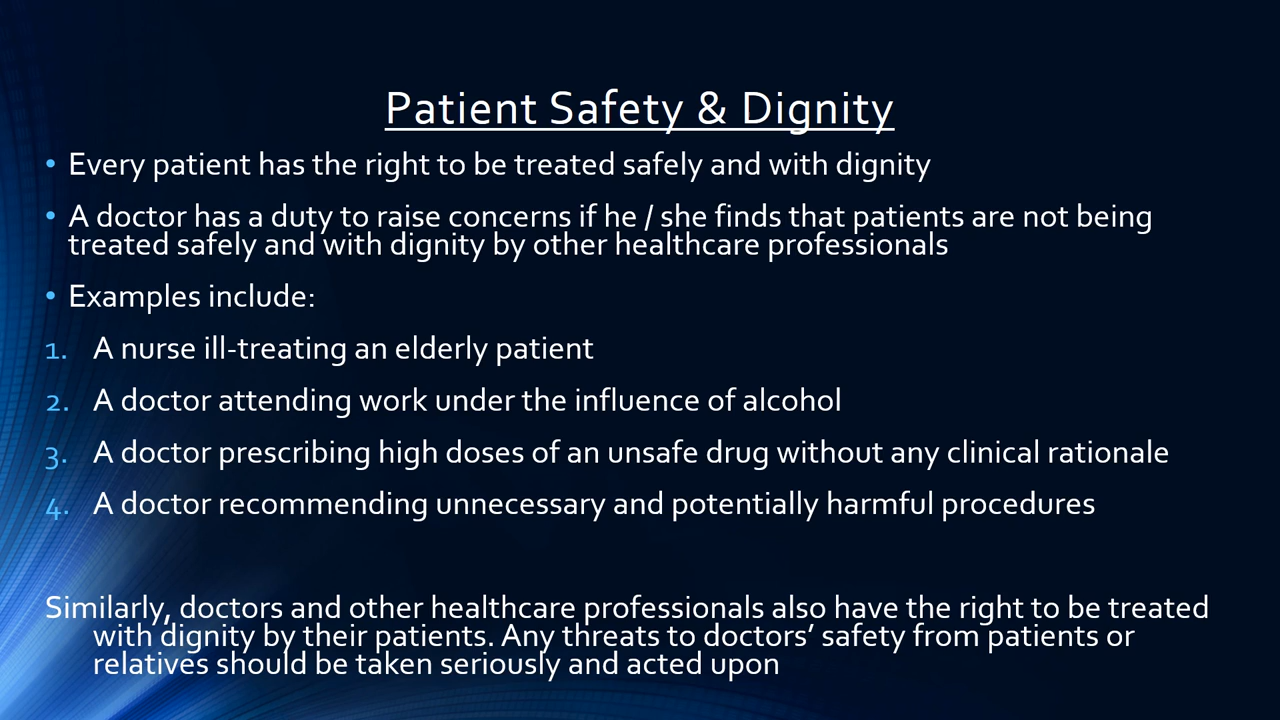 Patient Safety & Dignity
• Every patient has the right to be treated safely and with dignity
• A doctor has a duty to raise concerns if he / she finds that patients are not being
treated safely and with dignity by other healthcare professionals
• Examples include:
1. A nurse ill-treating an elderly patient
2. A doctor attending work under the influence of alcohol
3. A doctor prescribing high doses of an unsafe drug without any clinical rationale
4. A doctor recommending unnecessary and potentially harmful procedures
Similarly, doctors and other healthcare professionals also have the right to be treated
with dignity by their patients. Any threats to doctors’ safety from patients or
relatives should be taken seriously and acted upon